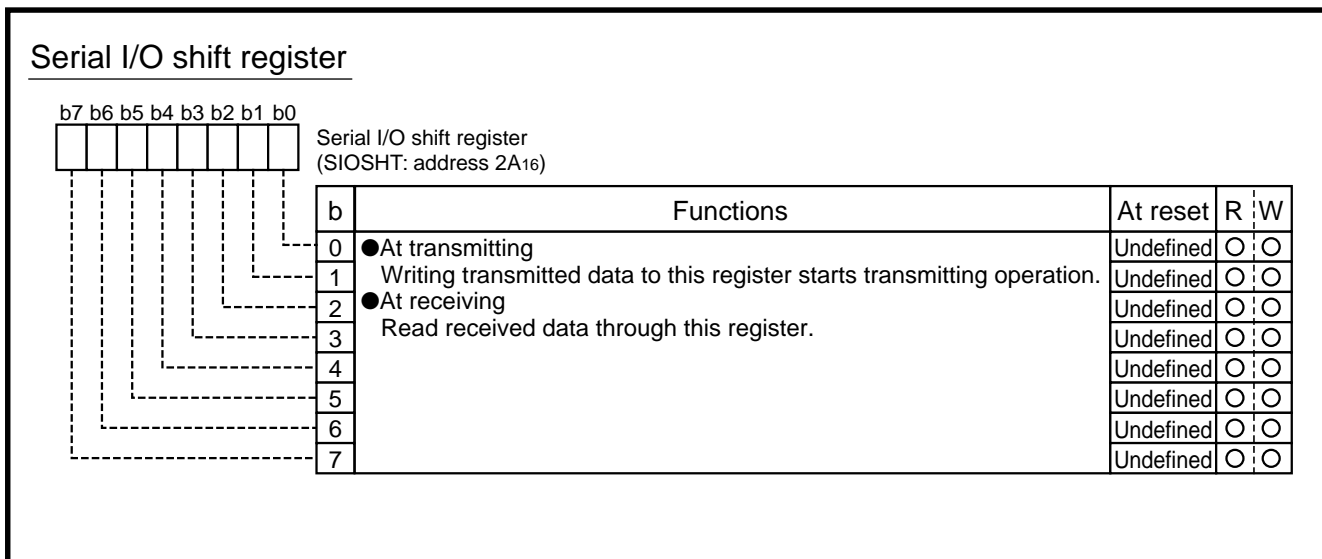 Serial I/O shift register
b7 b6 b5 b4 b3 b2 b1 b0
Serial I/O shift register
(SIOSHT: address 2A16)
b Functions At reset R W
0 ●At transmitting Undefined ○ ○
1 Writing transmitted data to this register starts transmitting operation. Undefined ○ ○
2 ●At receiving Undefined ○ ○
3 Read received data through this register. Undefined ○ ○
4 Undefined ○ ○
5 Undefined ○ ○
6 Undefined ○ ○
7 Undefined ○ ○